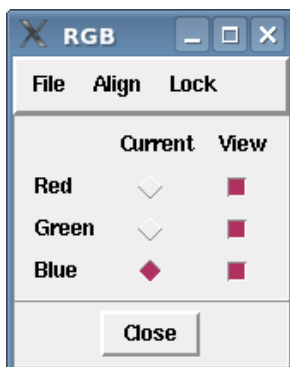 RGB
File Align Lock
Current View
Red
Green
Blue
Close